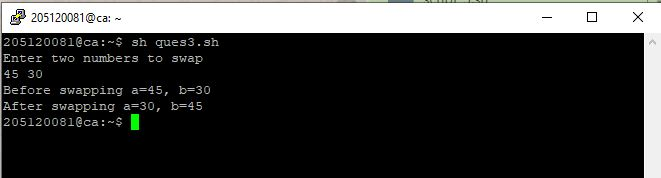 205120081@ca: ~
205120081@ca:~$ sh ques3.sh
Enter two numbers to swap
45 30
Before swapping a=45, b=30
After swapping a=30, b=45
205120081@ca:~$